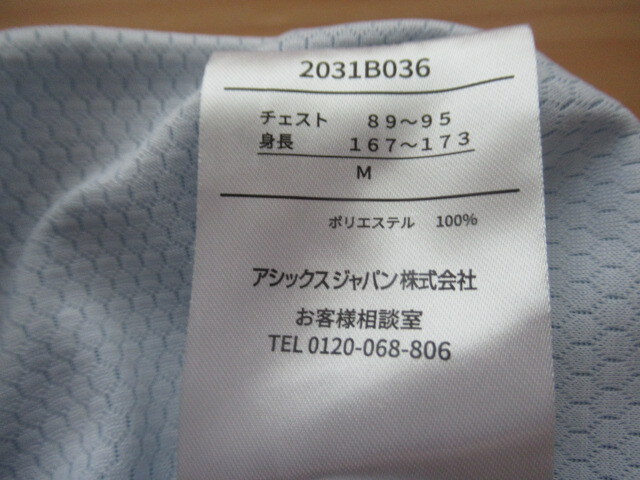 2031B036
チェスト ８９～９５
身長 １６７～１７３
M
ポリエステル 100%
アシックスジャパン株式会社
お客様相談室
TEL 0120-068-806